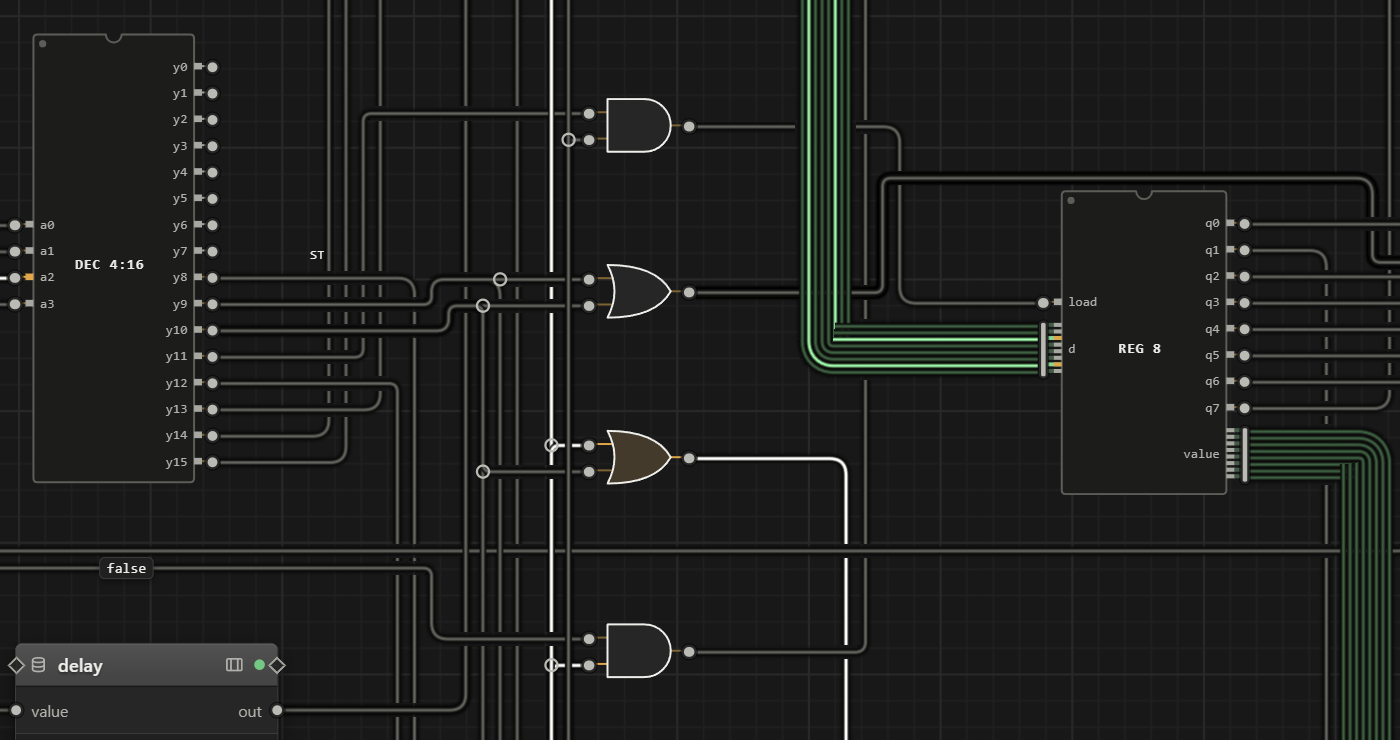 y0
y1
y2
y3
y4
y5
a0
y6
a1
y7
DEC 4:16
a2
y8
a3
y9
y10
y11
y12
y13
y14
y15
ST
q0
q1
q2
load
q3
q4
d
REG 8
q5
q6
q7
value
false
delay
value
out